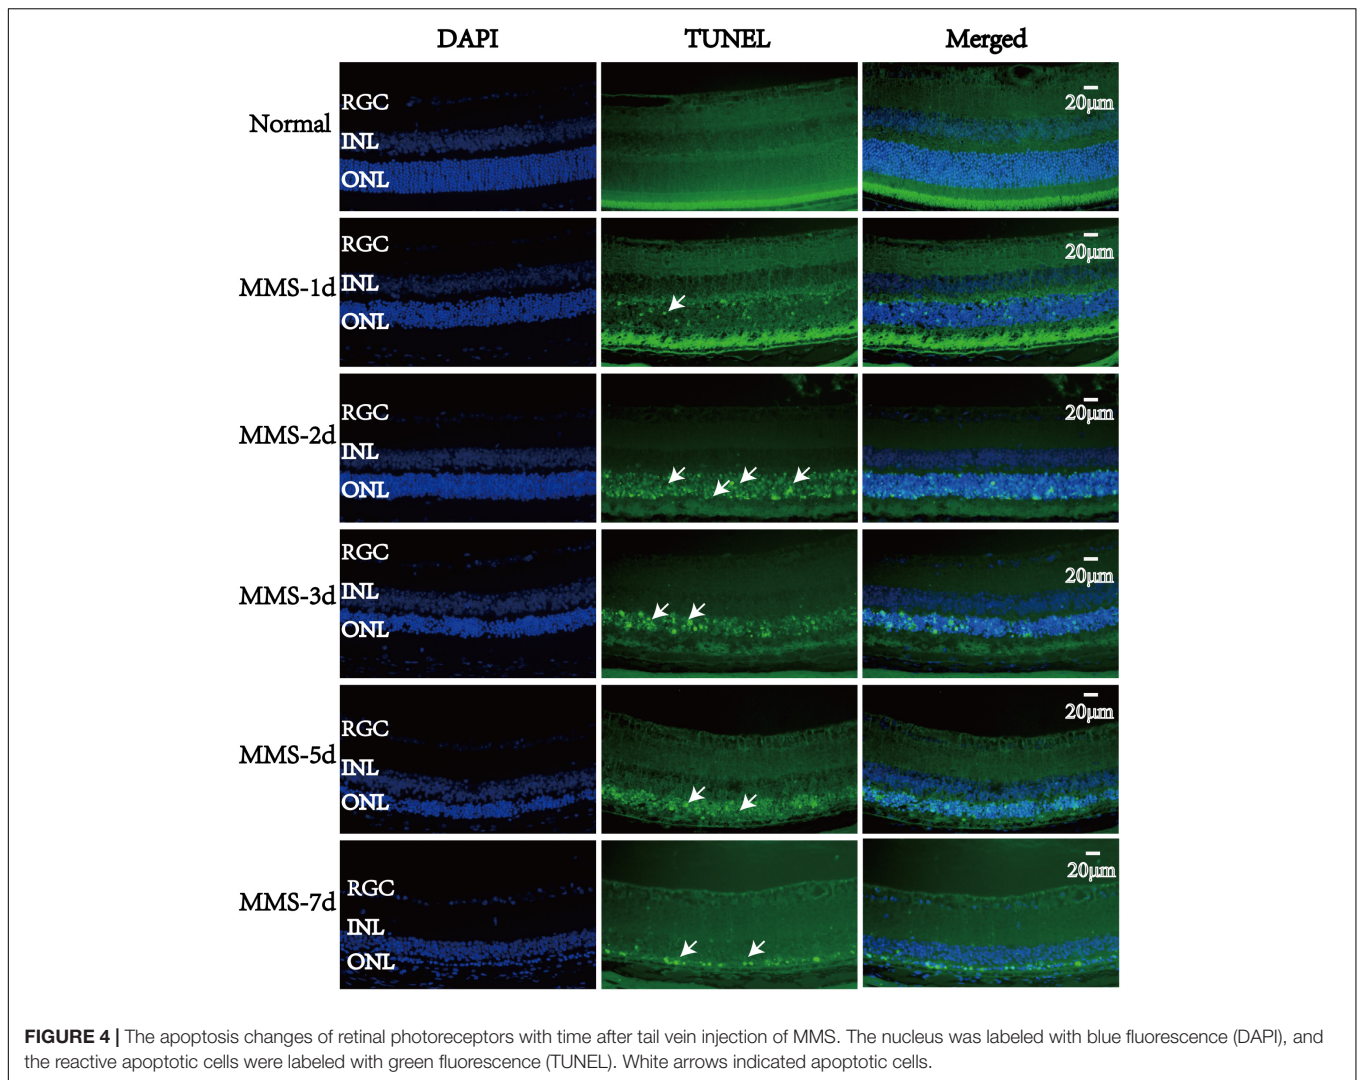 DAPI TUNEL Merged
Normal RGC INL ONL 20μm
MMS-1d RGC INL ONL 20μm
MMS-2d RGC INL ONL 20μm
MMS-3d RGC INL ONL 20μm
MMS-5d RGC INL ONL 20μm
MMS-7d RGC INL ONL 20μm
FIGURE 4 | The apoptosis changes of retinal photoreceptors with time after tail vein injection of MMS. The nucleus was labeled with blue fluorescence (DAPI), and
the reactive apoptotic cells were labeled with green fluorescence (TUNEL). White arrows indicated apoptotic cells.